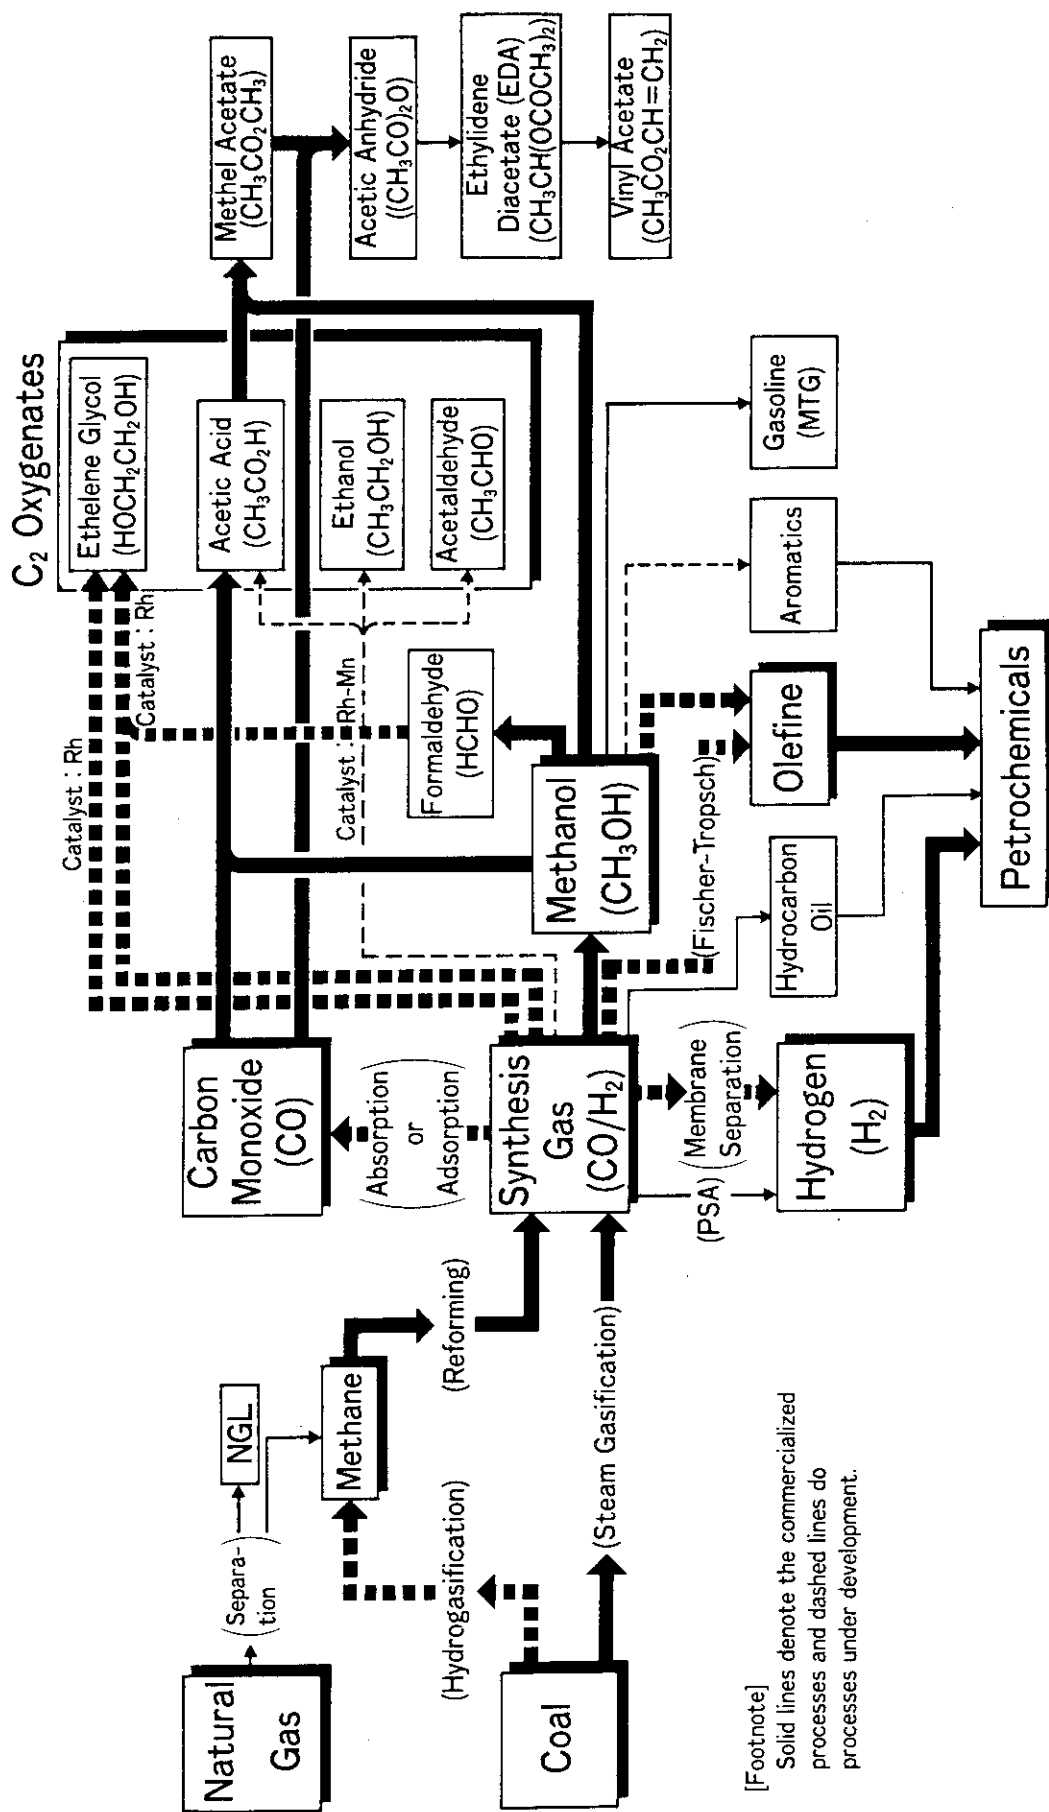 Natural
Gas
(Separa-
tion)
NGL
Methane
(Hydrogasification)
(Reforming)
Coal
(Steam Gasification)
Carbon
Monoxide
(CO)
(Absorption
or
Adsorption)
Synthesis
Gas
(CO/H2)
(PSA)
(Membrane
Separation)
Hydrogen
(H2)
Catalyst : Rh
Catalyst : Rh
Catalyst : Rh-Mn
Formaldehyde
(HCHO)
Methanol
(CH3OH)
(Fischer-Tropsch)
Hydrocarbon
Oil
Olefine
Aromatics
Gasoline
(MTG)
Petrochemicals
C2 Oxygenates
Ethelene Glycol
(HOCH2CH2OH)
Acetic Acid
(CH3CO2H)
Ethanol
(CH3CH2OH)
Acetaldehyde
(CH3CHO)
Methel Acetate
(CH3CO2CH3)
Acetic Anhydride
((CH3CO)2O)
Ethylidene
Diacetate (EDA)
(CH3CH(OCOCH3)2)
Vinyl Acetate
(CH3CO2CH=CH2)
[Footnote]
Solid lines denote the commercialized
processes and dashed lines do
processes under development.